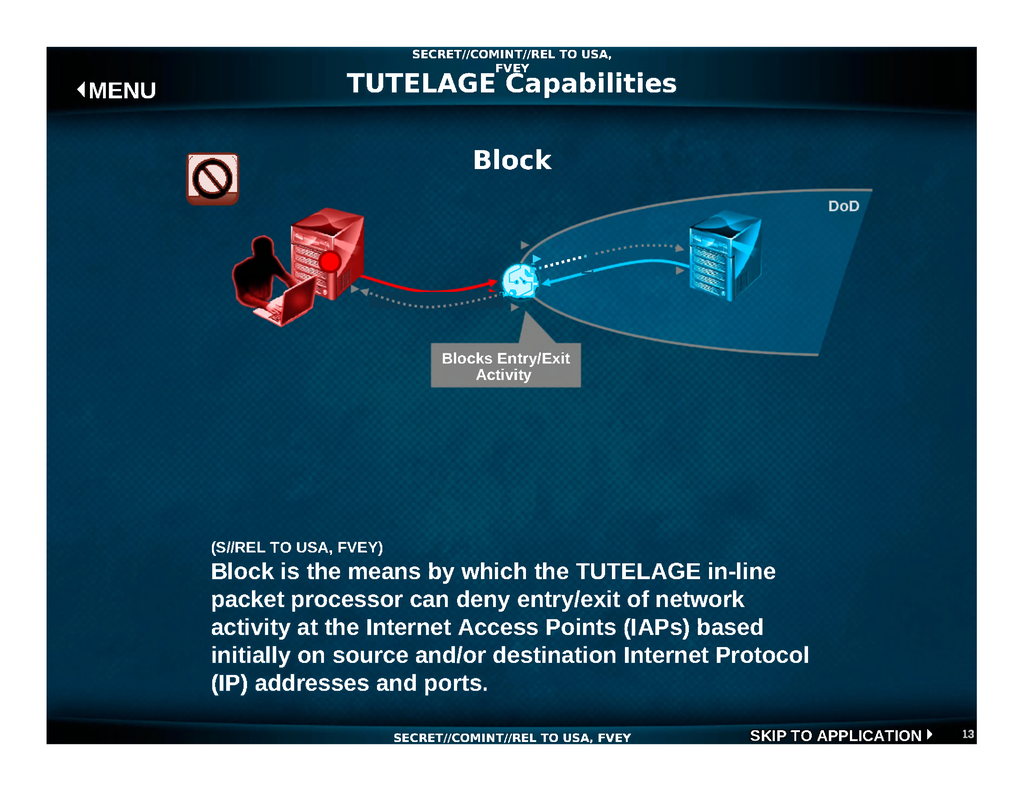 SECRET//COMINT//REL TO USA,
FVEY
MENU
TUTELAGE Capabilities
Block
DoD
Blocks Entry/Exit
Activity
(S//REL TO USA, FVEY)
Block is the means by which the TUTELAGE in-line
packet processor can deny entry/exit of network
activity at the Internet Access Points (IAPs) based
initially on source and/or destination Internet Protocol
(IP) addresses and ports.
SECRET//COMINT//REL TO USA, FVEY
SKIP TO APPLICATION
13